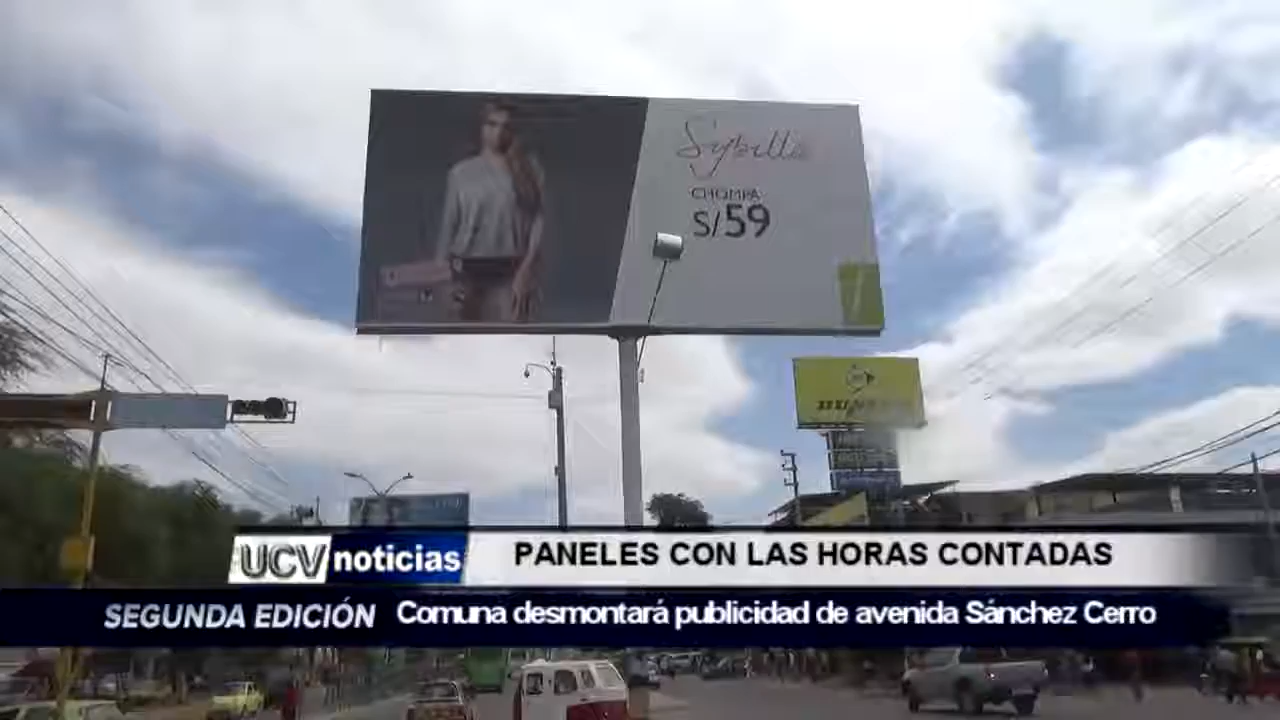 Sybilla
CHOMPA
S/59
UCV noticias
PANELES CON LAS HORAS CONTADAS
SEGUNDA EDICIÓN
Comuna desmontará publicidad de avenida Sánchez Cerro